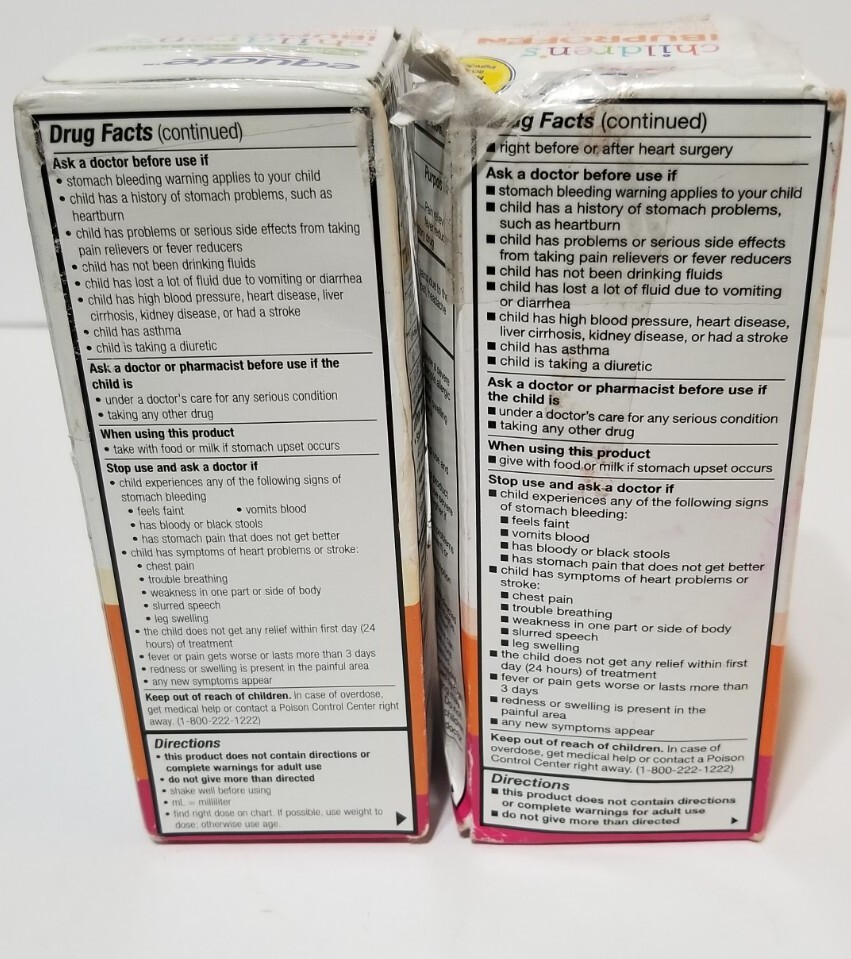 children's
equate™
Drug Facts (continued)
Ask a doctor before use if
• stomach bleeding warning applies to your child
• child has a history of stomach problems, such as
heartburn
• child has problems or serious side effects from taking
pain relievers or fever reducers
• child has not been drinking fluids
• child has lost a lot of fluid due to vomiting or diarrhea
• child has high blood pressure, heart disease, liver
cirrhosis, kidney disease, or had a stroke
• child has asthma
• child is taking a diuretic
Ask a doctor or pharmacist before use if the
child is
• under a doctor's care for any serious condition
• taking any other drug
When using this product
• take with food or milk if stomach upset occurs
Stop use and ask a doctor if
• child experiences any of the following signs of
stomach bleeding
• feels faint • vomits blood
• has bloody or black stools
• has stomach pain that does not get better
• child has symptoms of heart problems or stroke:
• chest pain
• trouble breathing
• weakness in one part or side of body
• slurred speech
• leg swelling
• the child does not get any relief within first day (24
hours) of treatment
• fever or pain gets worse or lasts more than 3 days
• redness or swelling is present in the painful area
• any new symptoms appear
Keep out of reach of children. In case of overdose,
get medical help or contact a Poison Control Center right
away. (1-800-222-1222)
Directions
• this product does not contain directions or
complete warnings for adult use
• do not give more than directed
• shake well before using
• mL = milliliter
• find right dose on chart. If possible, use weight to
dose; otherwise use age.
children's
IBUPROFEN
Facts (continued)
■ right before or after heart surgery
Ask a doctor before use if
■ stomach bleeding warning applies to your child
■ child has a history of stomach problems,
such as heartburn
■ child has problems or serious side effects
from taking pain relievers or fever reducers
■ child has not been drinking fluids
■ child has lost a lot of fluid due to vomiting
or diarrhea
■ child has high blood pressure, heart disease,
liver cirrhosis, kidney disease, or had a stroke
■ child has asthma
■ child is taking a diuretic
Ask a doctor or pharmacist before use if
the child is
■ under a doctor's care for any serious condition
■ taking any other drug
When using this product
■ give with food or milk if stomach upset occurs
Stop use and ask a doctor if
■ child experiences any of the following signs
of stomach bleeding:
■ feels faint
■ vomits blood
■ has bloody or black stools
■ has stomach pain that does not get better
■ child has symptoms of heart problems or
stroke:
■ chest pain
■ trouble breathing
■ weakness in one part or side of body
■ slurred speech
■ leg swelling
■ the child does not get any relief within first
day (24 hours) of treatment
■ fever or pain gets worse or lasts more than
3 days
■ redness or swelling is present in the
painful area
■ any new symptoms appear
Keep out of reach of children. In case of
overdose, get medical help or contact a Poison
Control Center right away. (1-800-222-1222)
Directions
■ this product does not contain directions
or complete warnings for adult use
■ do not give more than directed